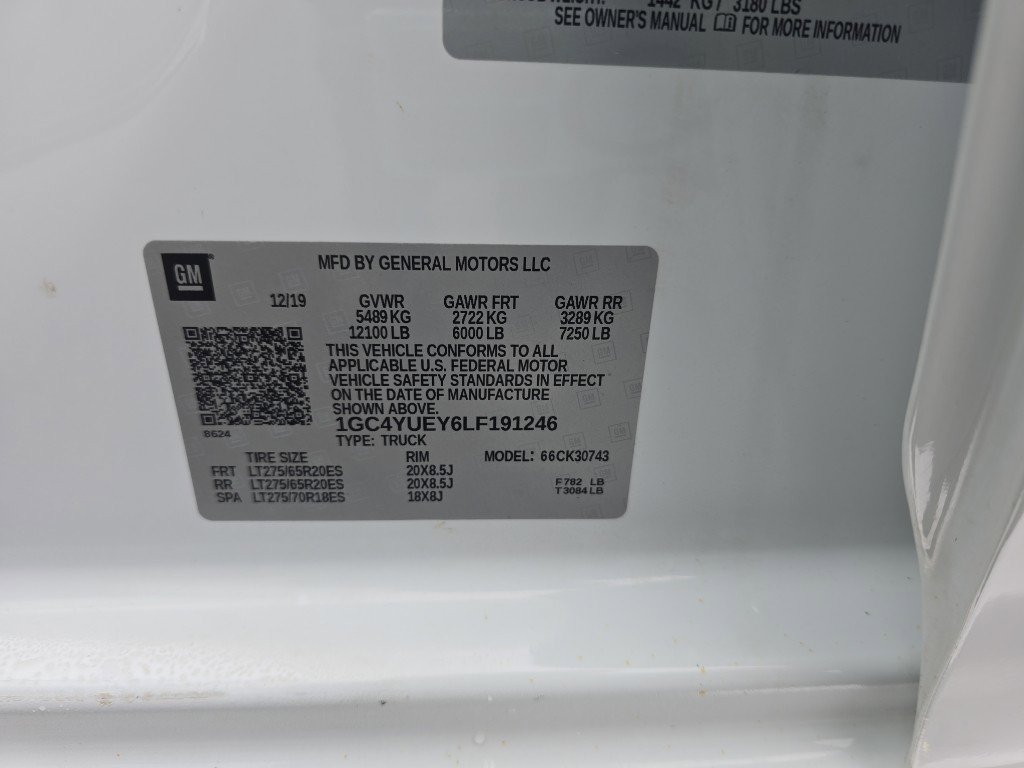 1442 KG / 3180 LBS
SEE OWNER'S MANUAL FOR MORE INFORMATION
GM
MFD BY GENERAL MOTORS LLC
12/19 GVWR GAWR FRT GAWR RR
5489 KG 2722 KG 3289 KG
12100 LB 6000 LB 7250 LB
THIS VEHICLE CONFORMS TO ALL
APPLICABLE U.S. FEDERAL MOTOR
VEHICLE SAFETY STANDARDS IN EFFECT
ON THE DATE OF MANUFACTURE
SHOWN ABOVE.
8624
1GC4YUEY6LF191246
TYPE: TRUCK
TIRE SIZE RIM MODEL: 66CK30743
FRT LT275/65R20ES 20X8.5J
RR LT275/65R20ES 20X8.5J
SPA LT275/70R18ES 18X8J
F782 LB
T3084 LB